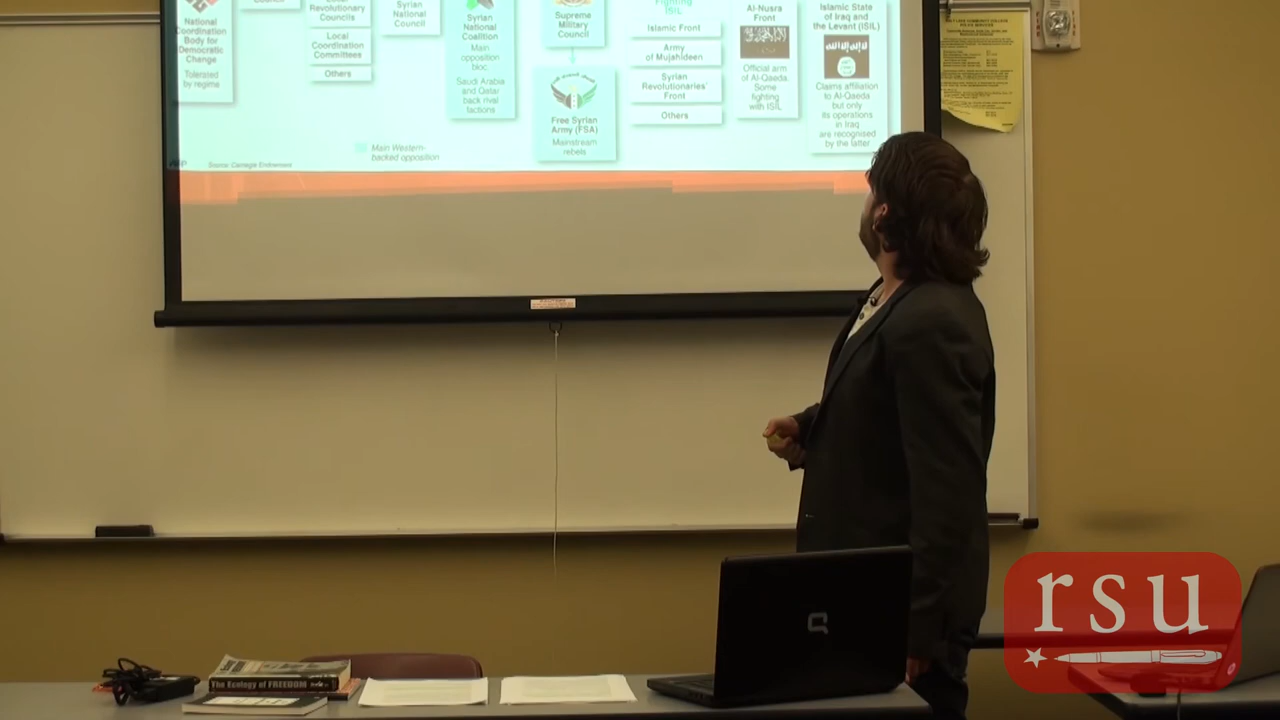 National
Coordination
Body for
Democratic
Change
Tolerated
by regime
Council
Local
Revolutionary
Councils
Local
Coordination
Committees
Others
Syrian
National
Council
Syrian
National
Coalition
Main
opposition
bloc
Saudi Arabia
and Qatar
back rival
factions
Supreme
Military
Council
Free Syrian
Army (FSA)
Mainstream
rebels
Fighting
ISIL
Islamic Front
Army
of Mujahideen
Syrian
Revolutionaries'
Front
Others
Al-Nusra
Front
Official arm
of Al-Qaeda.
Some
fighting
with ISIL
Islamic State
of Iraq and
the Levant (ISIL)
Claims affiliation
to Al-Qaeda
but only
its operations
in Iraq
are recognised
by the latter
Main Western-
backed opposition
AFP
Source: Carnegie Endowment
The Ecology of FREEDOM
rsu